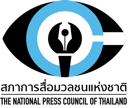 สภาการสื่อมวลชนแห่งชาติ
THE NATIONAL PRESS COUNCIL OF THAILAND